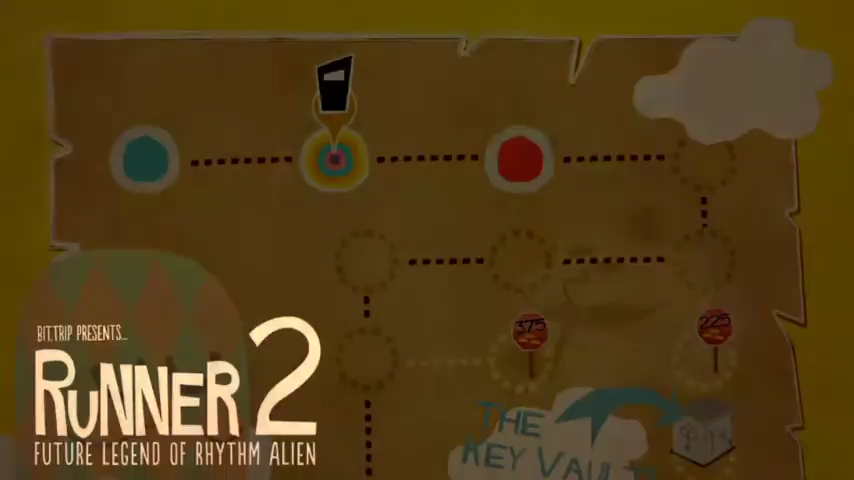 375
225
BIT.TRIP PRESENTS...
RUNNER 2
FUTURE LEGEND OF RHYTHM ALIEN
THE
KEY VAULT